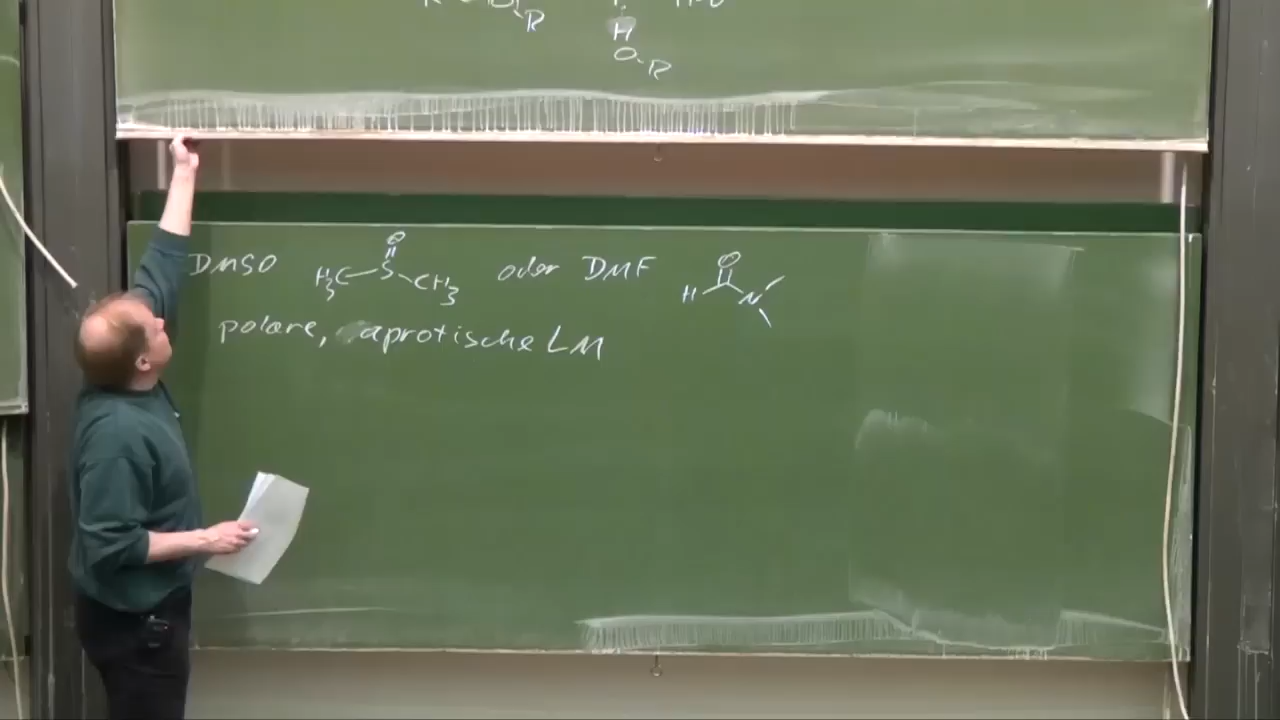 R
H
O-R
DMSO H₃C S O CH₃ oder DMF H O N
polare, aprotische LM